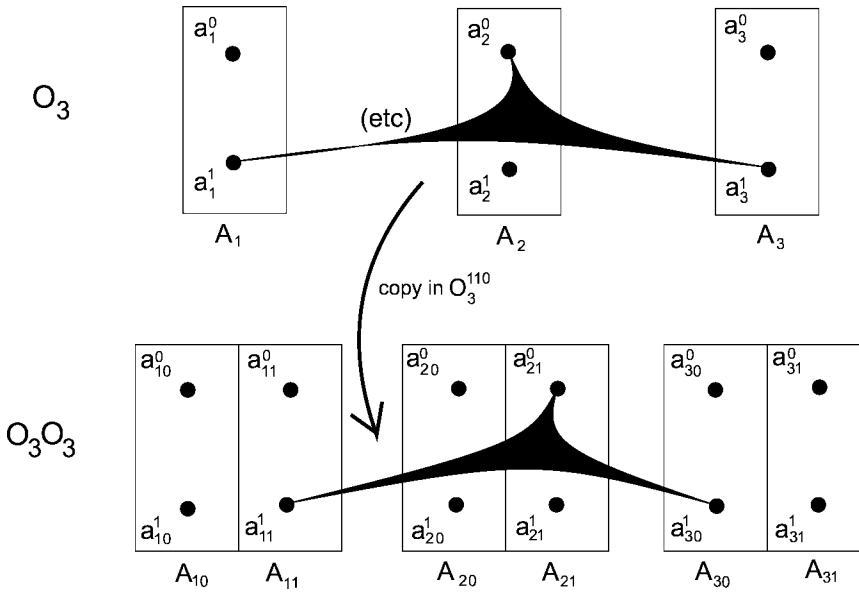 a₁⁰ a₂⁰ a₃⁰
O₃
(etc)
a₁¹ a₂¹ a₃¹
A₁ A₂ A₃
copy in O₃¹¹⁰
a₁₀⁰ a₁₁⁰ a₂₀⁰ a₂₁⁰ a₃₀⁰ a₃₁⁰
O₃O₃
a₁₀¹ a₁₁¹ a₂₀¹ a₂₁¹ a₃₀¹ a₃₁¹
A₁₀ A₁₁ A₂₀ A₂₁ A₃₀ A₃₁